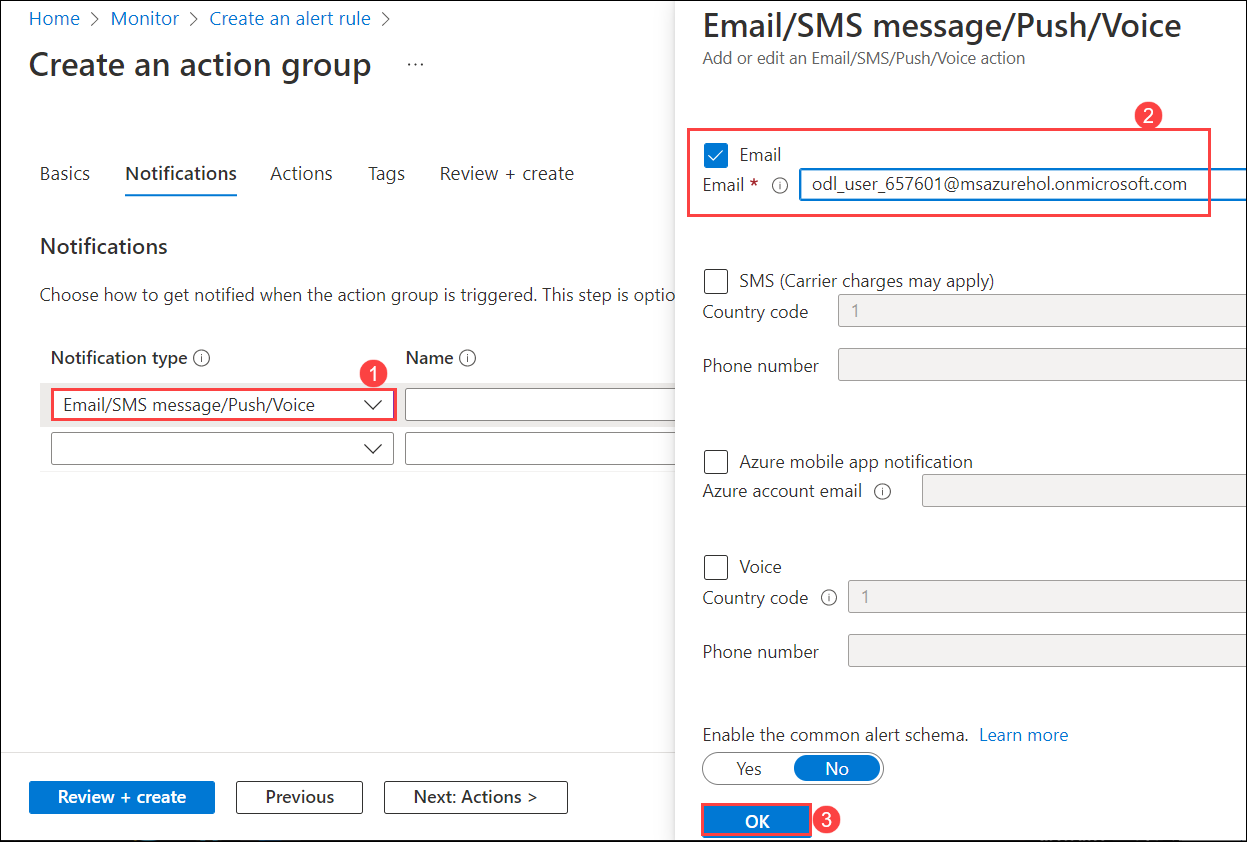 Home > Monitor > Create an alert rule >
Create an action group ...
Basics Notifications Actions Tags Review + create
Notifications
Choose how to get notified when the action group is triggered. This step is optio
Notification type Name
1
Email/SMS message/Push/Voice
Review + create Previous Next: Actions >
Email/SMS message/Push/Voice
Add or edit an Email/SMS/Push/Voice action
2
Email
Email * odl_user_657601@msazurehol.onmicrosoft.com
SMS (Carrier charges may apply)
Country code 1
Phone number
Azure mobile app notification
Azure account email
Voice
Country code 1
Phone number
Enable the common alert schema. Learn more
Yes No
OK 3